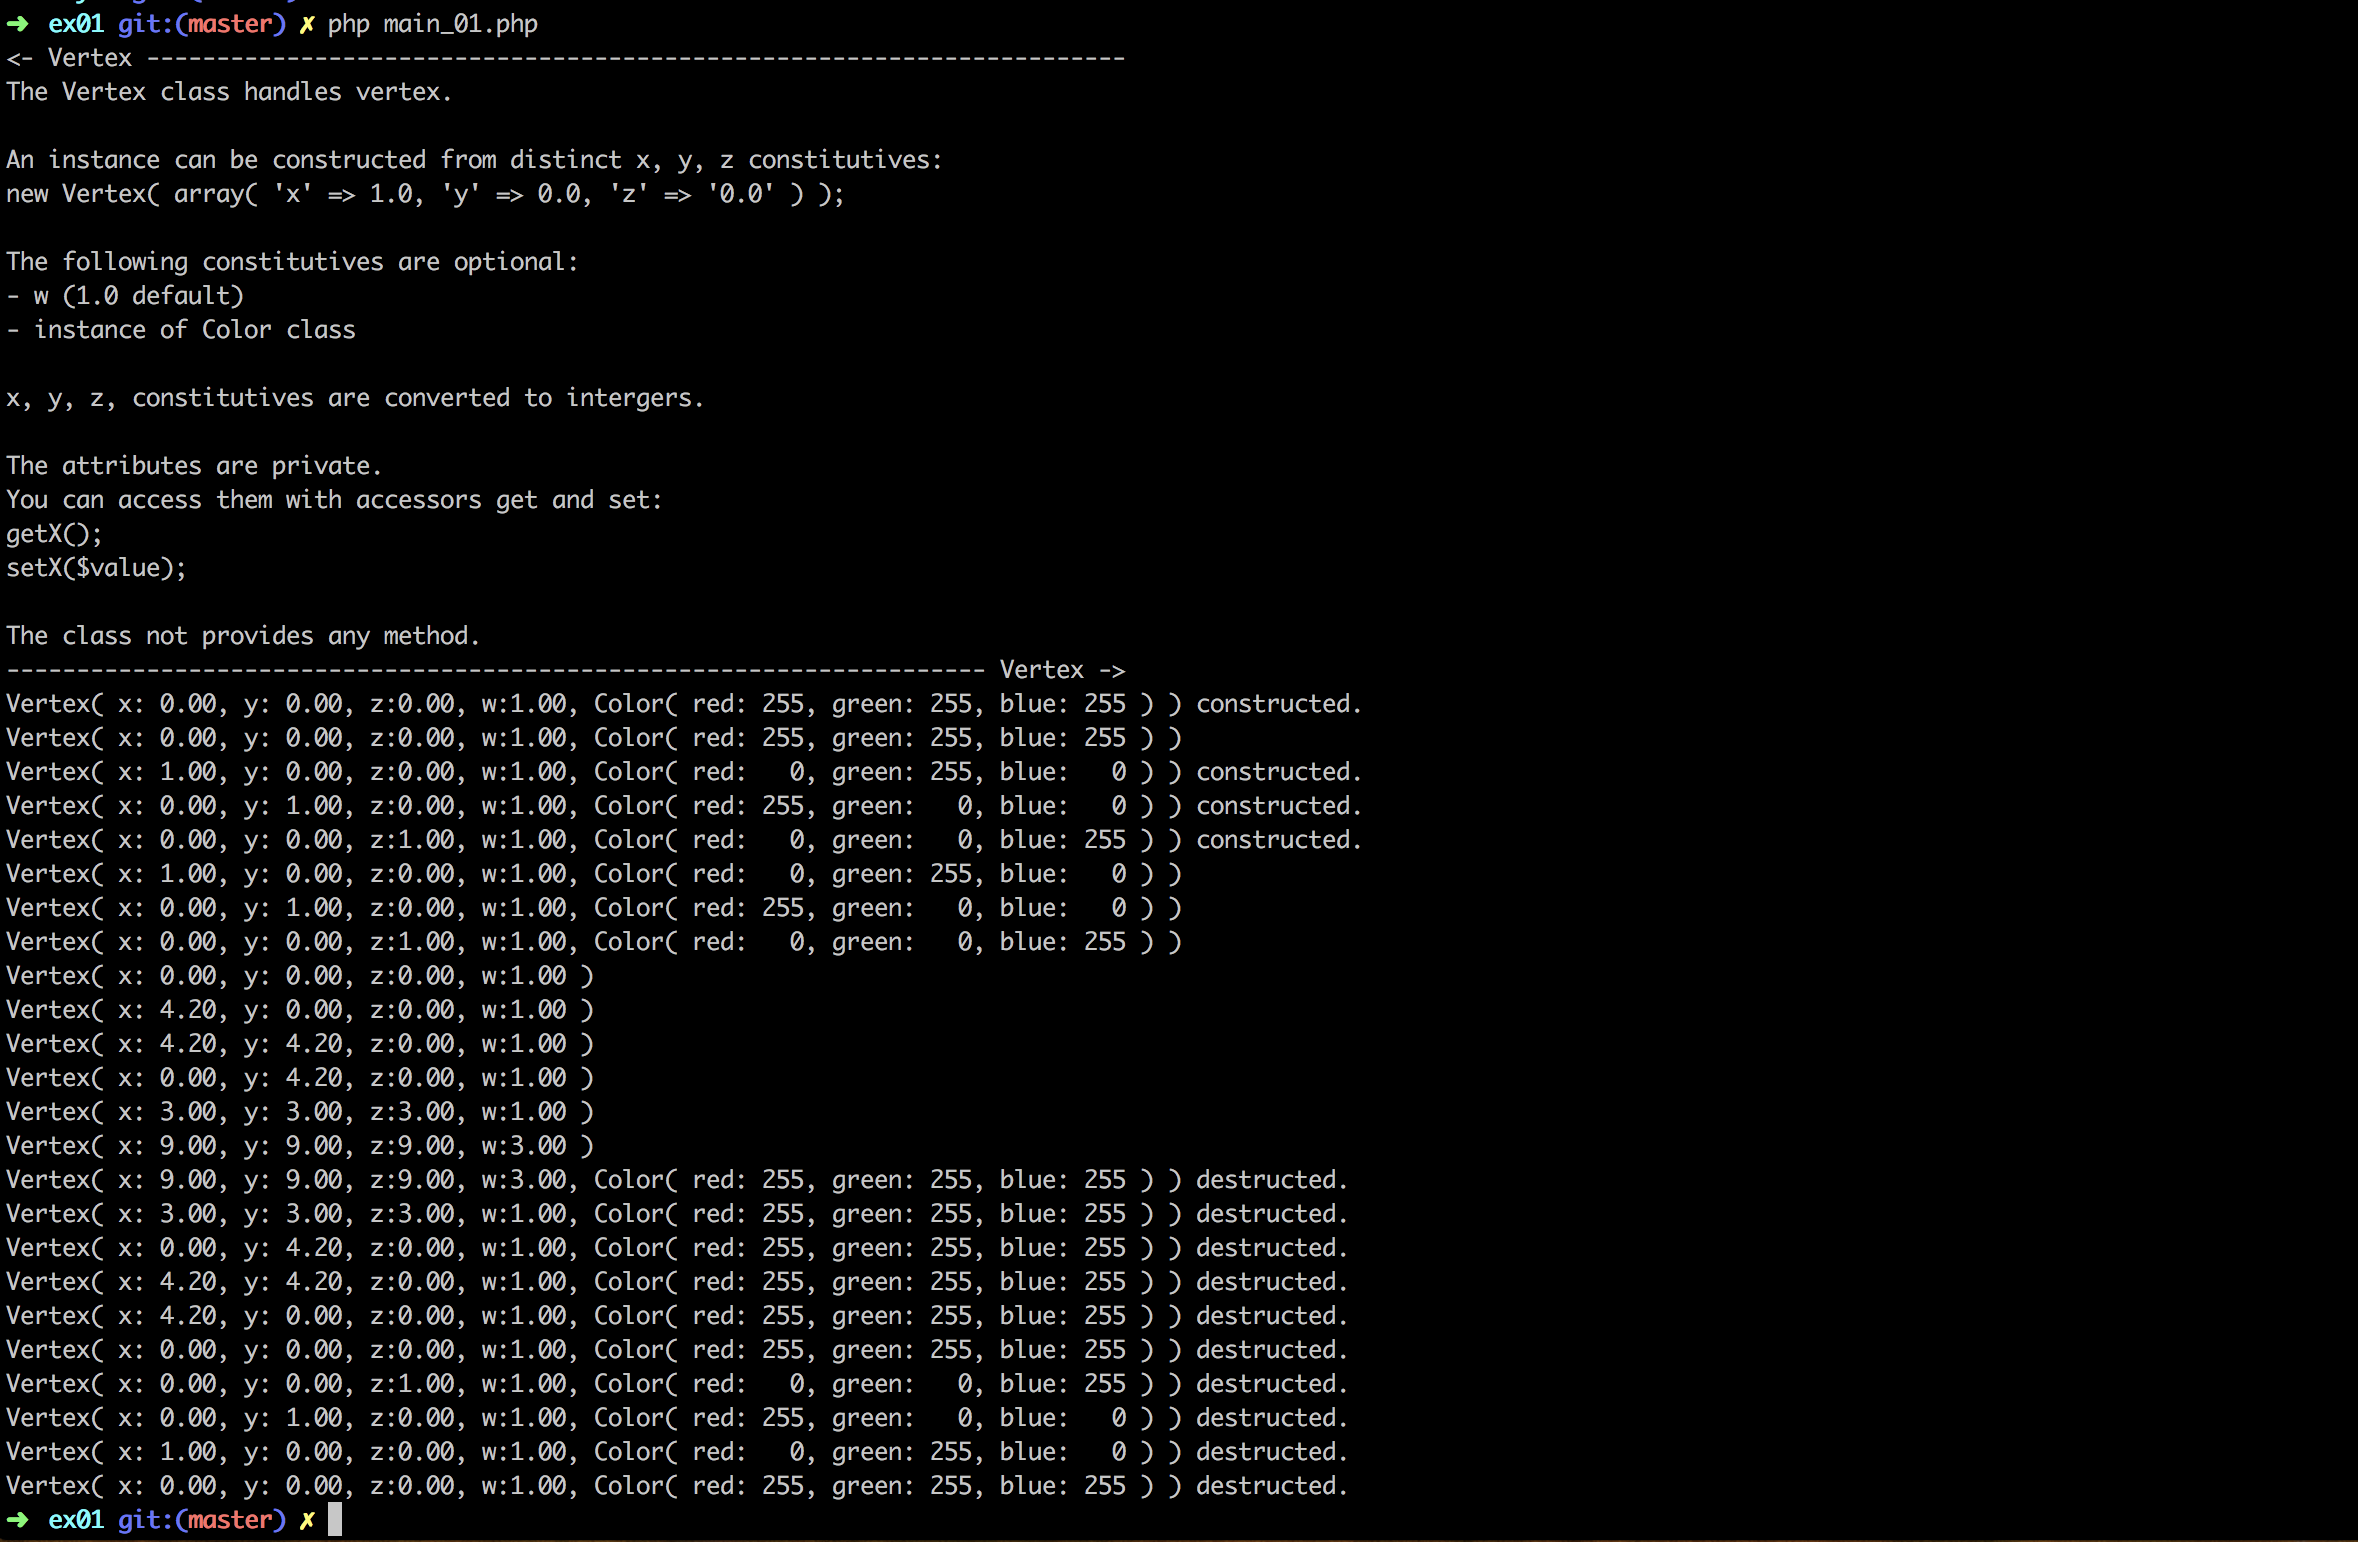 ➜  ex01 git:(master) ✗ php main_01.php
<- Vertex ----------------------------------------------------------------------
The Vertex class handles vertex.

An instance can be constructed from distinct x, y, z constitutives:
new Vertex( array( 'x' => 1.0, 'y' => 0.0, 'z' => '0.0' ) );

The following constitutives are optional:
- w (1.0 default)
- instance of Color class

x, y, z, constitutives are converted to intergers.

The attributes are private.
You can access them with accessors get and set:
getX();
setX($value);

The class not provides any method.
---------------------------------------------------------------------- Vertex ->
Vertex( x: 0.00, y: 0.00, z:0.00, w:1.00, Color( red: 255, green: 255, blue: 255 ) ) constructed.
Vertex( x: 0.00, y: 0.00, z:0.00, w:1.00, Color( red: 255, green: 255, blue: 255 ) )
Vertex( x: 1.00, y: 0.00, z:0.00, w:1.00, Color( red:   0, green: 255, blue:   0 ) ) constructed.
Vertex( x: 0.00, y: 1.00, z:0.00, w:1.00, Color( red: 255, green:   0, blue:   0 ) ) constructed.
Vertex( x: 0.00, y: 0.00, z:1.00, w:1.00, Color( red:   0, green:   0, blue: 255 ) ) constructed.
Vertex( x: 1.00, y: 0.00, z:0.00, w:1.00, Color( red:   0, green: 255, blue:   0 ) )
Vertex( x: 0.00, y: 1.00, z:0.00, w:1.00, Color( red: 255, green:   0, blue:   0 ) )
Vertex( x: 0.00, y: 0.00, z:1.00, w:1.00, Color( red:   0, green:   0, blue: 255 ) )
Vertex( x: 0.00, y: 0.00, z:0.00, w:1.00 )
Vertex( x: 4.20, y: 0.00, z:0.00, w:1.00 )
Vertex( x: 4.20, y: 4.20, z:0.00, w:1.00 )
Vertex( x: 0.00, y: 4.20, z:0.00, w:1.00 )
Vertex( x: 3.00, y: 3.00, z:3.00, w:1.00 )
Vertex( x: 9.00, y: 9.00, z:9.00, w:3.00 )
Vertex( x: 9.00, y: 9.00, z:9.00, w:3.00, Color( red: 255, green: 255, blue: 255 ) ) destructed.
Vertex( x: 3.00, y: 3.00, z:3.00, w:1.00, Color( red: 255, green: 255, blue: 255 ) ) destructed.
Vertex( x: 0.00, y: 4.20, z:0.00, w:1.00, Color( red: 255, green: 255, blue: 255 ) ) destructed.
Vertex( x: 4.20, y: 4.20, z:0.00, w:1.00, Color( red: 255, green: 255, blue: 255 ) ) destructed.
Vertex( x: 4.20, y: 0.00, z:0.00, w:1.00, Color( red: 255, green: 255, blue: 255 ) ) destructed.
Vertex( x: 0.00, y: 0.00, z:0.00, w:1.00, Color( red: 255, green: 255, blue: 255 ) ) destructed.
Vertex( x: 0.00, y: 0.00, z:1.00, w:1.00, Color( red:   0, green:   0, blue: 255 ) ) destructed.
Vertex( x: 0.00, y: 1.00, z:0.00, w:1.00, Color( red: 255, green:   0, blue:   0 ) ) destructed.
Vertex( x: 1.00, y: 0.00, z:0.00, w:1.00, Color( red:   0, green: 255, blue:   0 ) ) destructed.
Vertex( x: 0.00, y: 0.00, z:0.00, w:1.00, Color( red: 255, green: 255, blue: 255 ) ) destructed.
➜  ex01 git:(master) ✗